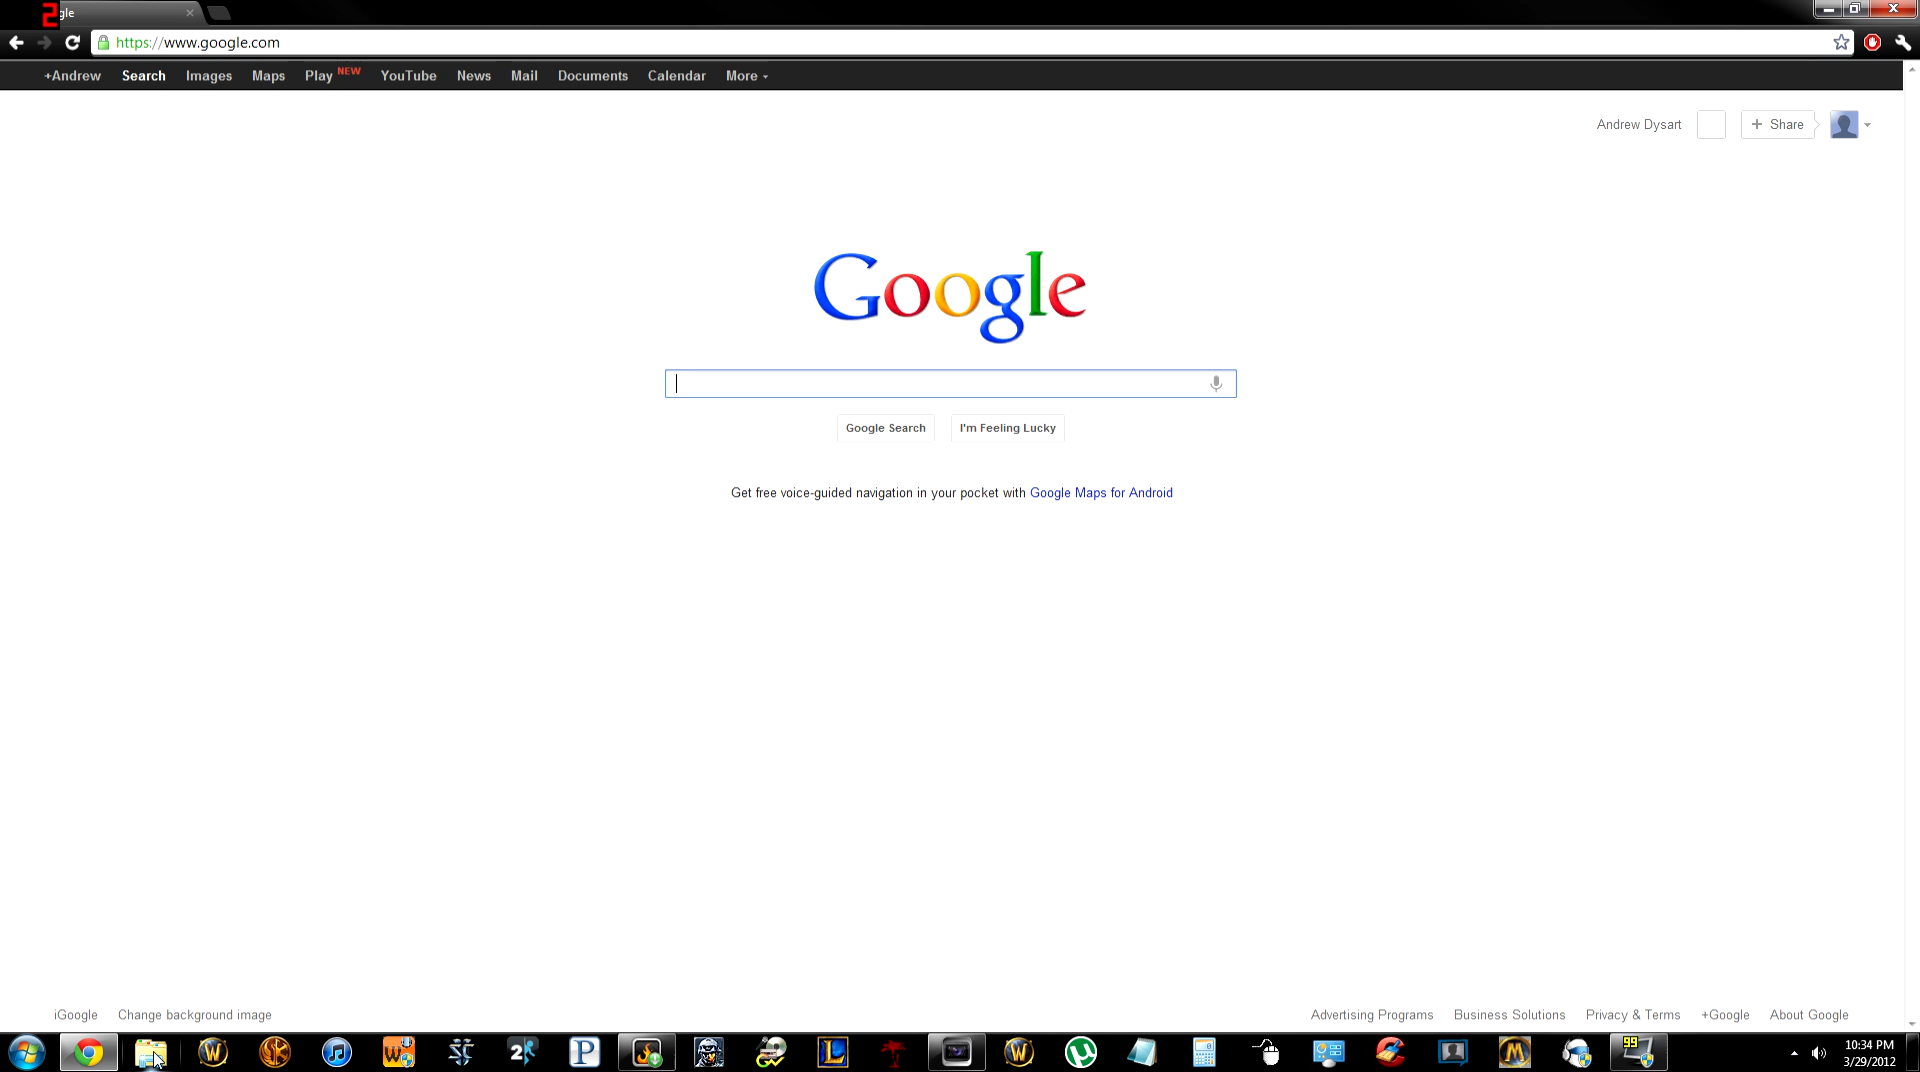 2
gle
https://www.google.com
+Andrew Search Images Maps Play NEW YouTube News Mail Documents Calendar More
Andrew Dysart + Share
Google
Google Search I'm Feeling Lucky
Get free voice-guided navigation in your pocket with Google Maps for Android
iGoogle Change background image Advertising Programs Business Solutions Privacy & Terms +Google About Google
W W 2 P L W M 99
10:34 PM
3/29/2012